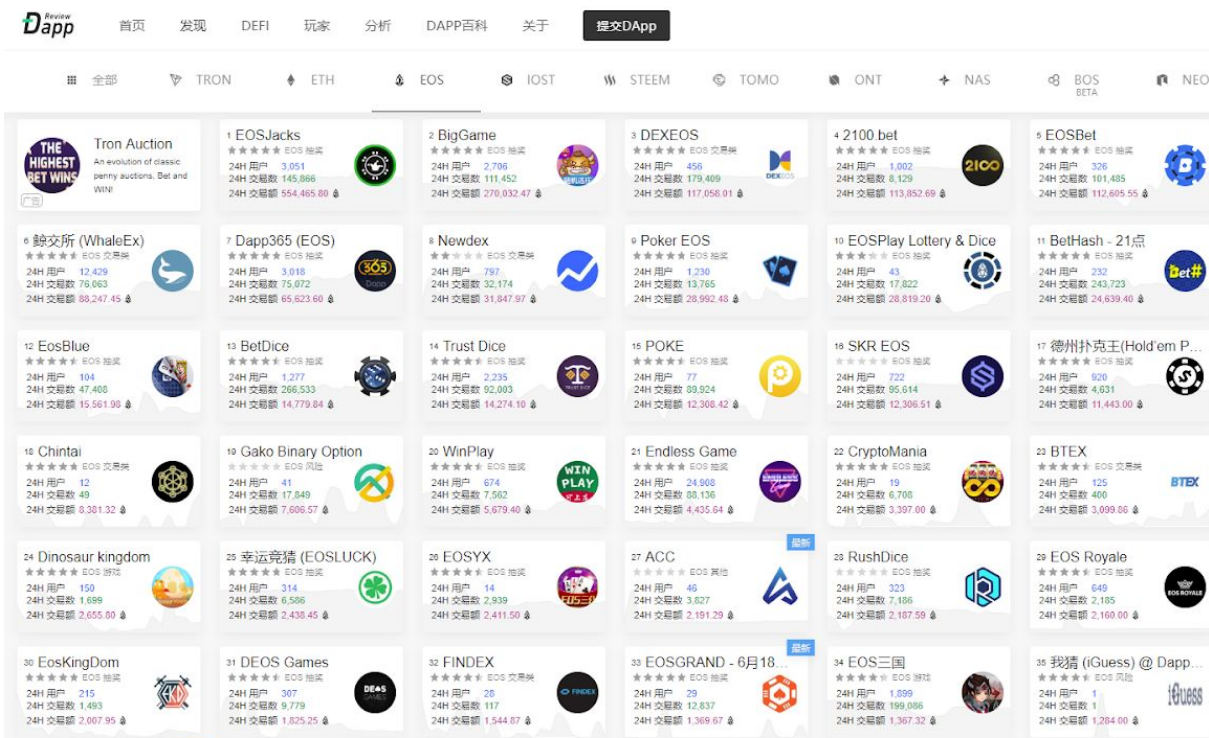 Review
Dapp
首页
发现
DEFI
玩家
分析
DAPP百科
关于
提交DApp
全部
TRON
ETH
EOS
IOST
STEEM
TOMO
ONT
NAS
BOS
BETA
NEO
THE
HIGHEST
BET WINS
广告
Tron Auction
An evolution of classic
penny auctions, Bet and
WIN!
1 EOSJacks
EOS 抽奖
24H 用户 3,051
24H 交易数 145,866
24H 交易额 554,465.80
2 BigGame
EOS 抽奖
24H 用户 2,706
24H 交易数 111,452
24H 交易额 270,032.47
3 DEXEOS
EOS 交易所
24H 用户 456
24H 交易数 179,409
24H 交易额 117,058.01
DEXEOS
4 2100.bet
EOS 抽奖
24H 用户 1,002
24H 交易数 8,129
24H 交易额 113,852.69
2100
5 EOSBet
EOS 抽奖
24H 用户 326
24H 交易数 101,485
24H 交易额 112,605.55
6 鲸交所 (WhaleEx)
EOS 交易所
24H 用户 12,429
24H 交易数 76,063
24H 交易额 88,247.45
7 Dapp365 (EOS)
EOS 抽奖
24H 用户 3,018
24H 交易数 75,072
24H 交易额 65,623.60
365
Dapp
8 Newdex
EOS 交易所
24H 用户 797
24H 交易数 32,174
24H 交易额 31,847.97
9 Poker EOS
EOS 抽奖
24H 用户 1,230
24H 交易数 13,765
24H 交易额 28,992.48
10 EOSPlay Lottery & Dice
EOS 抽奖
24H 用户 43
24H 交易数 17,822
24H 交易额 28,819.20
11 BetHash - 21点
EOS 抽奖
24H 用户 232
24H 交易数 243,723
24H 交易额 24,639.40
Bet#
12 EosBlue
EOS 抽奖
24H 用户 104
24H 交易数 47,408
24H 交易额 15,561.98
13 BetDice
EOS 抽奖
24H 用户 1,277
24H 交易数 266,533
24H 交易额 14,779.84
14 Trust Dice
EOS 抽奖
24H 用户 2,235
24H 交易数 92,003
24H 交易额 14,274.10
TRUST DICE
15 POKE
EOS 抽奖
24H 用户 77
24H 交易数 89,924
24H 交易额 12,308.42
16 SKR EOS
EOS 抽奖
24H 用户 722
24H 交易数 95,614
24H 交易额 12,306.51
17 德州扑克王(Hold'em P...
EOS 抽奖
24H 用户 920
24H 交易数 4,631
24H 交易额 11,443.00
18 Chintai
EOS 交易所
24H 用户 12
24H 交易数 49
24H 交易额 8,381.32
19 Gako Binary Option
EOS 风险
24H 用户 41
24H 交易数 17,849
24H 交易额 7,606.57
20 WinPlay
EOS 抽奖
24H 用户 674
24H 交易数 7,562
24H 交易额 5,679.40
WIN
PLAY
21 Endless Game
EOS 抽奖
24H 用户 24,908
24H 交易数 88,136
24H 交易额 4,435.64
22 CryptoMania
EOS 抽奖
24H 用户 19
24H 交易数 6,708
24H 交易额 3,397.00
23 BTEX
EOS 交易所
24H 用户 125
24H 交易数 400
24H 交易额 3,099.86
BTEX
24 Dinosaur kingdom
EOS 游戏
24H 用户 150
24H 交易数 1,699
24H 交易额 2,655.80
25 幸运竞猜 (EOSLUCK)
EOS 抽奖
24H 用户 314
24H 交易数 6,586
24H 交易额 2,438.45
26 EOSYX
EOS 抽奖
24H 用户 14
24H 交易数 2,939
24H 交易额 2,411.50
最新
27 ACC
EOS 其他
24H 用户 46
24H 交易数 3,827
24H 交易额 2,191.29
28 RushDice
EOS 抽奖
24H 用户 323
24H 交易数 7,186
24H 交易额 2,187.59
29 EOS Royale
EOS 抽奖
24H 用户 649
24H 交易数 2,185
24H 交易额 2,160.00
EOS ROYALE
30 EosKingDom
EOS 抽奖
24H 用户 215
24H 交易数 1,493
24H 交易额 2,007.95
31 DEOS Games
EOS 抽奖
24H 用户 307
24H 交易数 9,779
24H 交易额 1,825.25
DEOS
GAMES
32 FINDEX
EOS 交易所
24H 用户 28
24H 交易数 117
24H 交易额 1,544.87
FINDEX
最新
33 EOSGRAND - 6月18...
EOS 抽奖
24H 用户 29
24H 交易数 12,837
24H 交易额 1,369.67
34 EOS三国
EOS 游戏
24H 用户 1,899
24H 交易数 199,086
24H 交易额 1,367.32
35 我猜 (iGuess) @ Dapp...
EOS 风险
24H 用户 1
24H 交易数 1
24H 交易额 1,284.00
iGuess